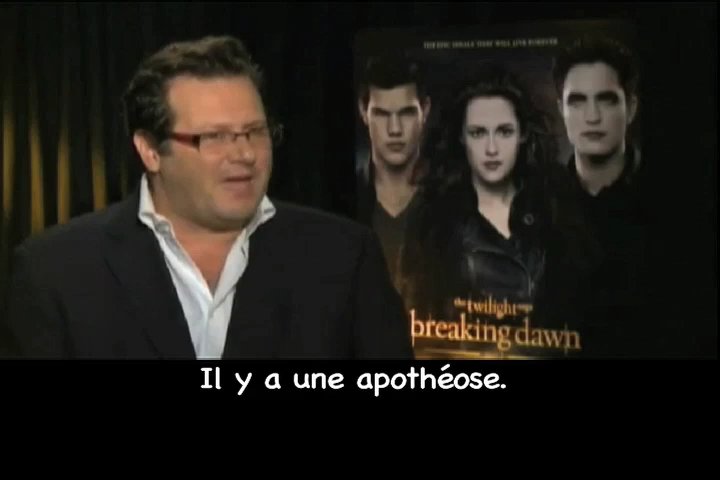 THE EPIC FINALE THAT WILL LIVE FOREVER
the twilight saga
breaking dawn
Il y a une apothéose.